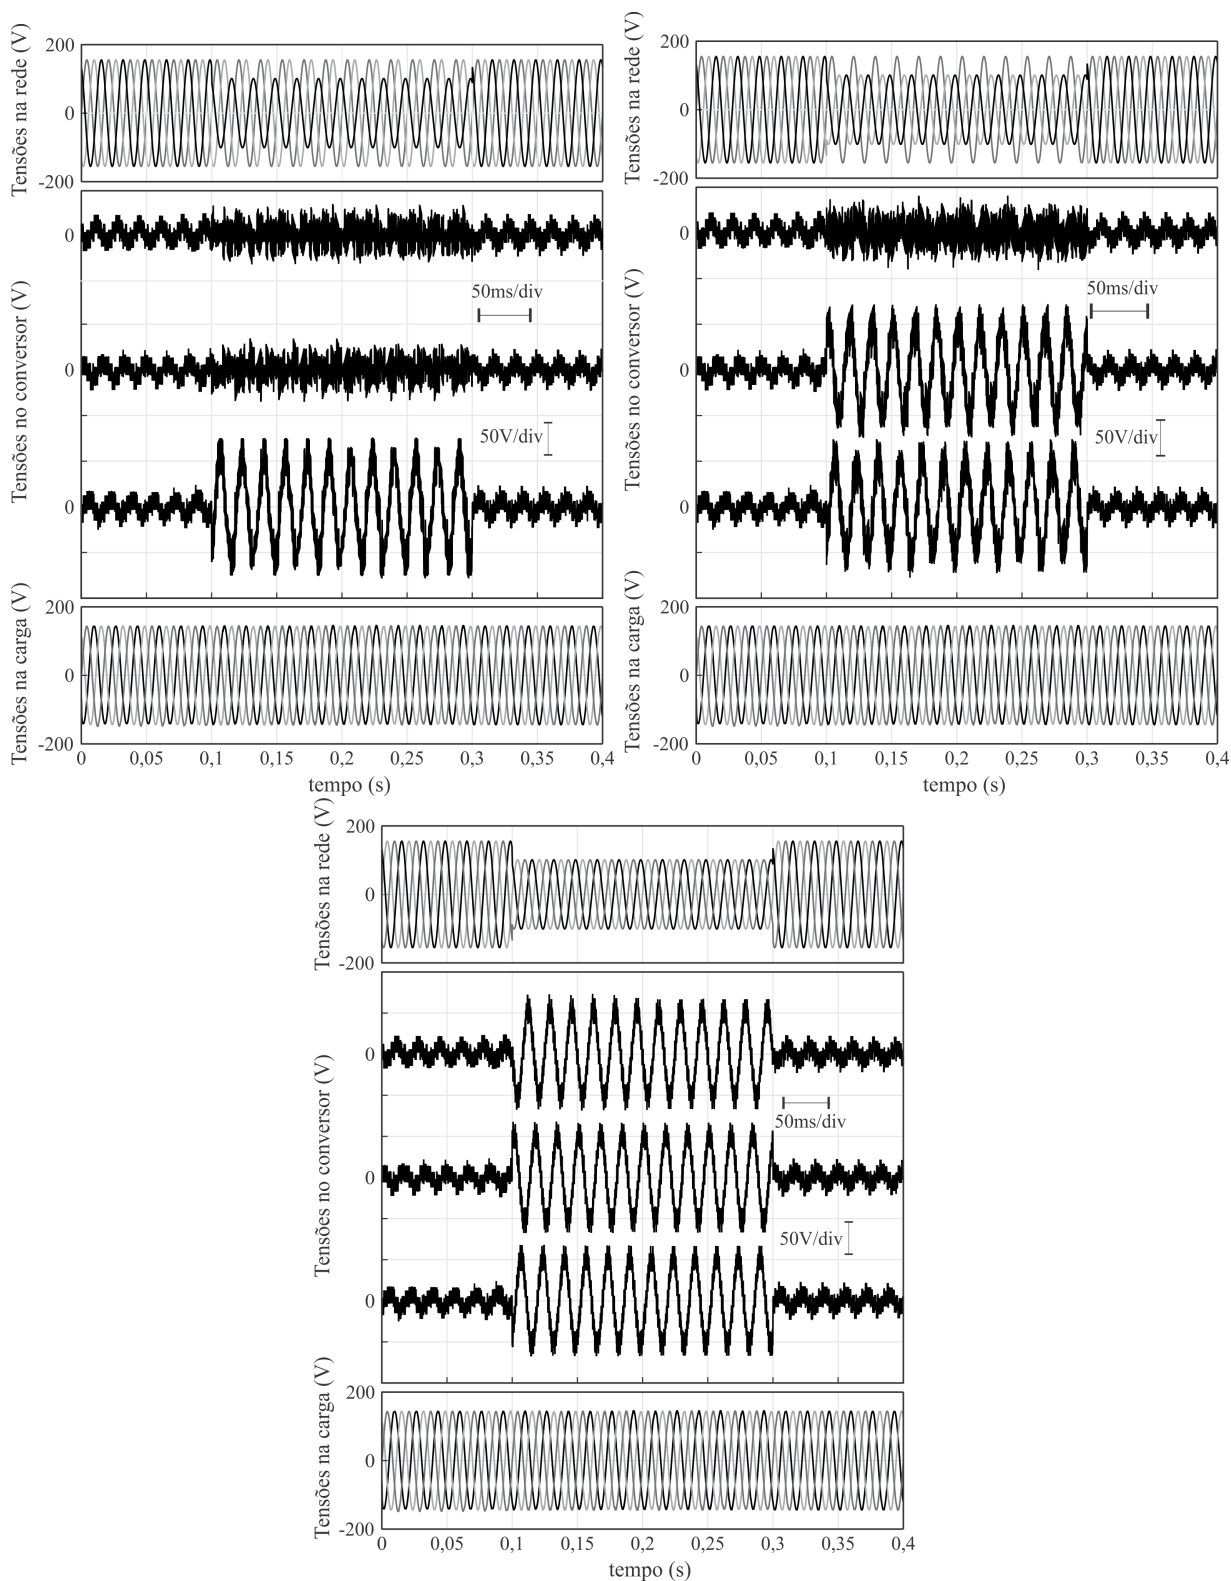 Tensões na rede (V)
200
0
-200
Tensões no conversor (V)
0
50ms/div
0
50V/div
0
Tensões na carga (V)
200
0
-200
0 0,05 0,1 0,15 0,2 0,25 0,3 0,35 0,4
tempo (s)
Tensões na rede (V)
200
0
-200
Tensões no conversor (V)
0
50ms/div
0
50V/div
0
Tensões na carga (V)
200
0
-200
0 0,05 0,1 0,15 0,2 0,25 0,3 0,35 0,4
tempo (s)
Tensões na rede (V)
200
0
-200
Tensões no conversor (V)
0
50ms/div
0
50V/div
0
Tensões na carga (V)
200
0
-200
0 0,05 0,1 0,15 0,2 0,25 0,3 0,35 0,4
tempo (s)